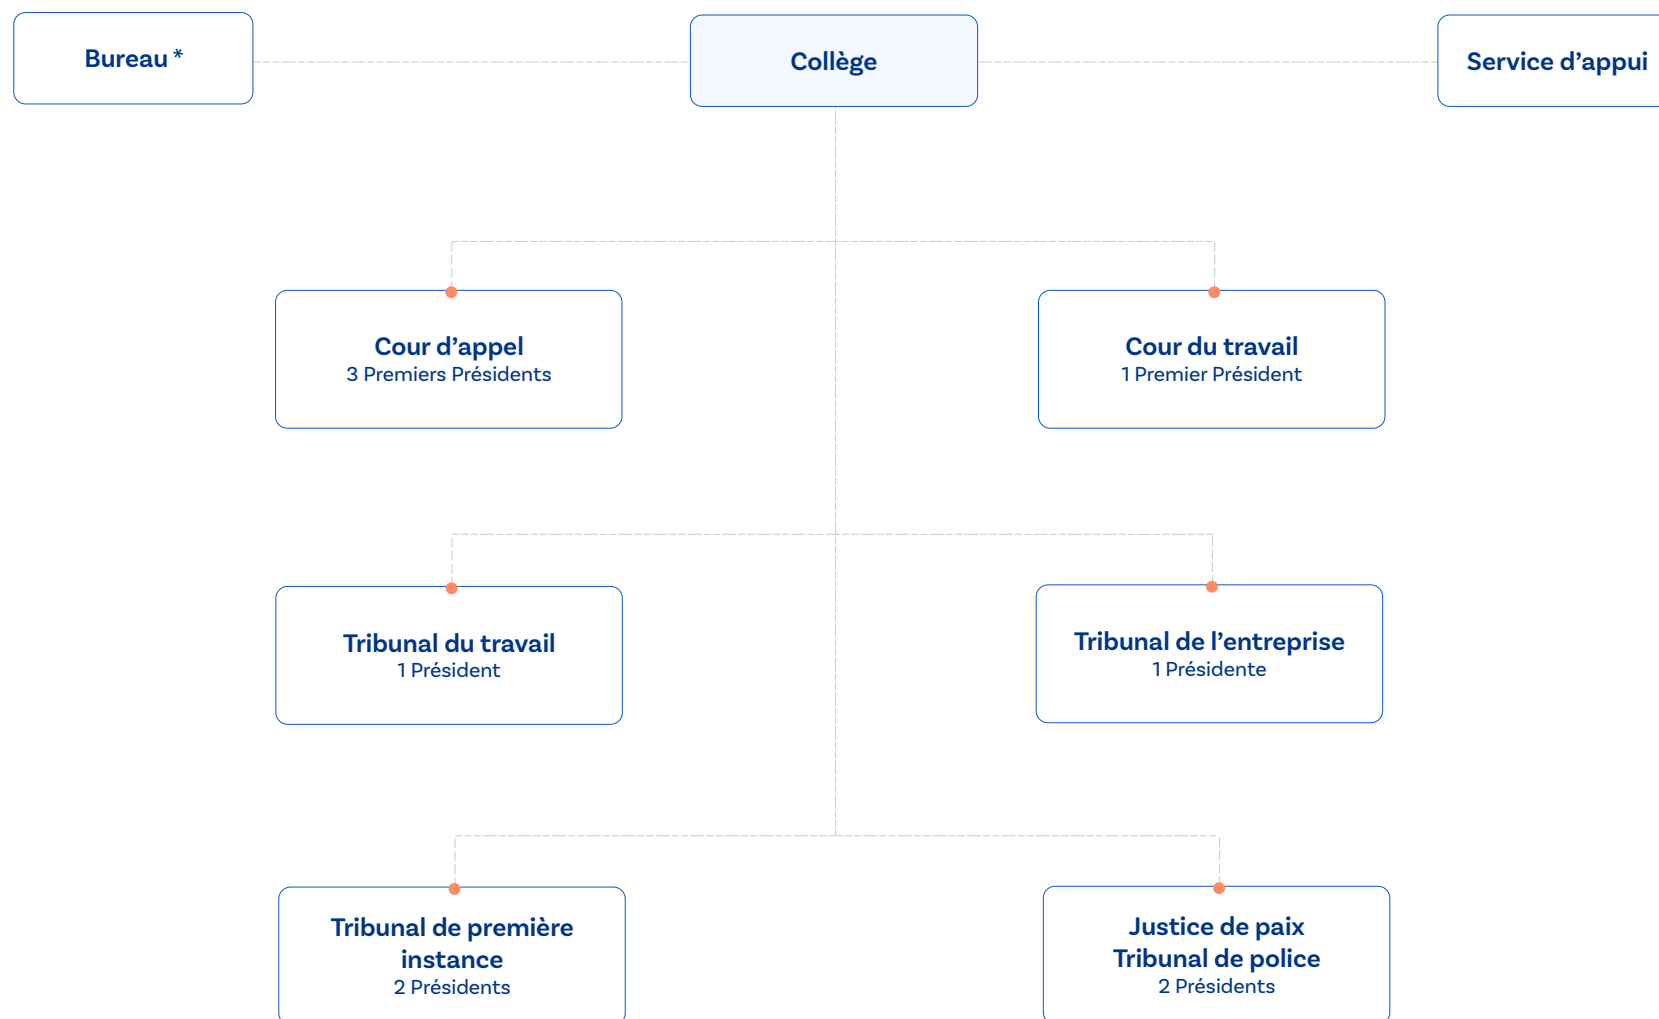 Bureau *
Collège
Service d’appui
Cour d’appel
3 Premiers Présidents
Cour du travail
1 Premier Président
Tribunal du travail
1 Président
Tribunal de l’entreprise
1 Présidente
Tribunal de première
instance
2 Présidents
Justice de paix
Tribunal de police
2 Présidents